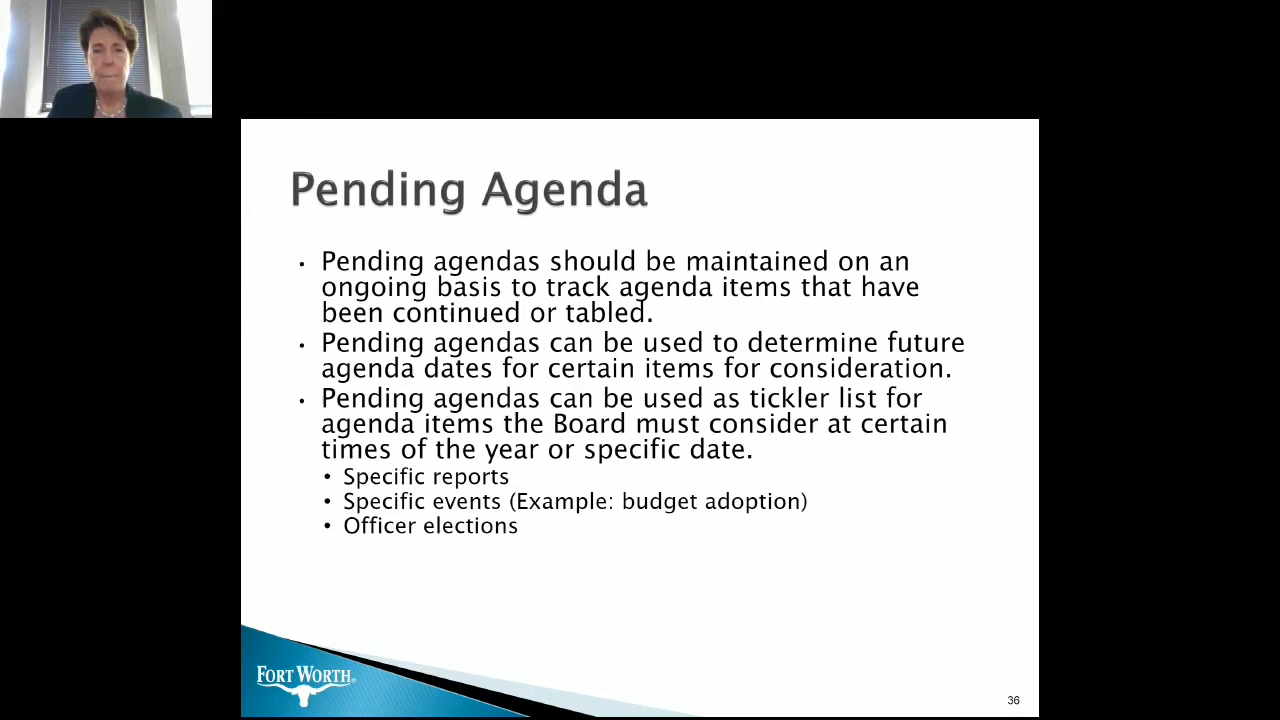 Pending Agenda
• Pending agendas should be maintained on an
ongoing basis to track agenda items that have
been continued or tabled.
• Pending agendas can be used to determine future
agenda dates for certain items for consideration.
• Pending agendas can be used as tickler list for
agenda items the Board must consider at certain
times of the year or specific date.
• Specific reports
• Specific events (Example: budget adoption)
• Officer elections
FORT WORTH®
36